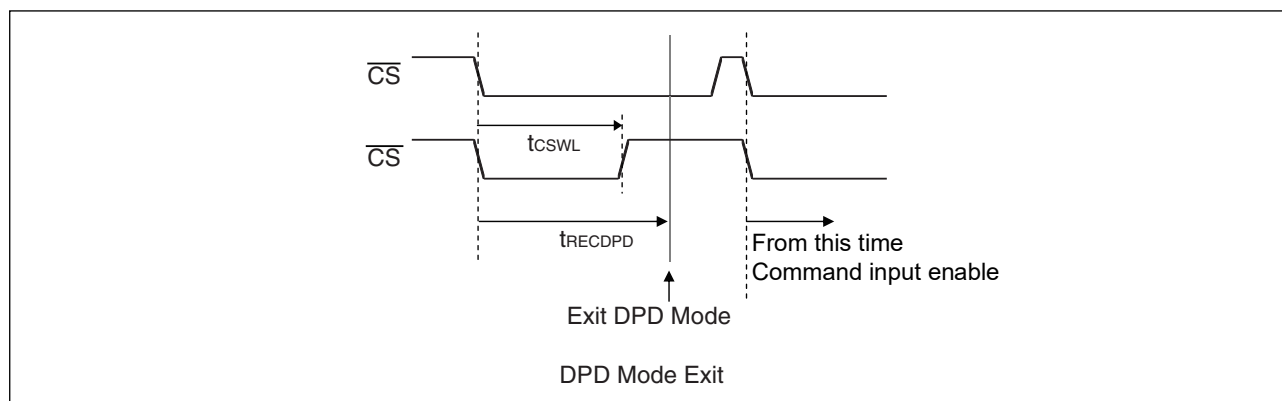 CS
tCSWL
CS
tRECDPD
From this time
Command input enable
Exit DPD Mode
DPD Mode Exit